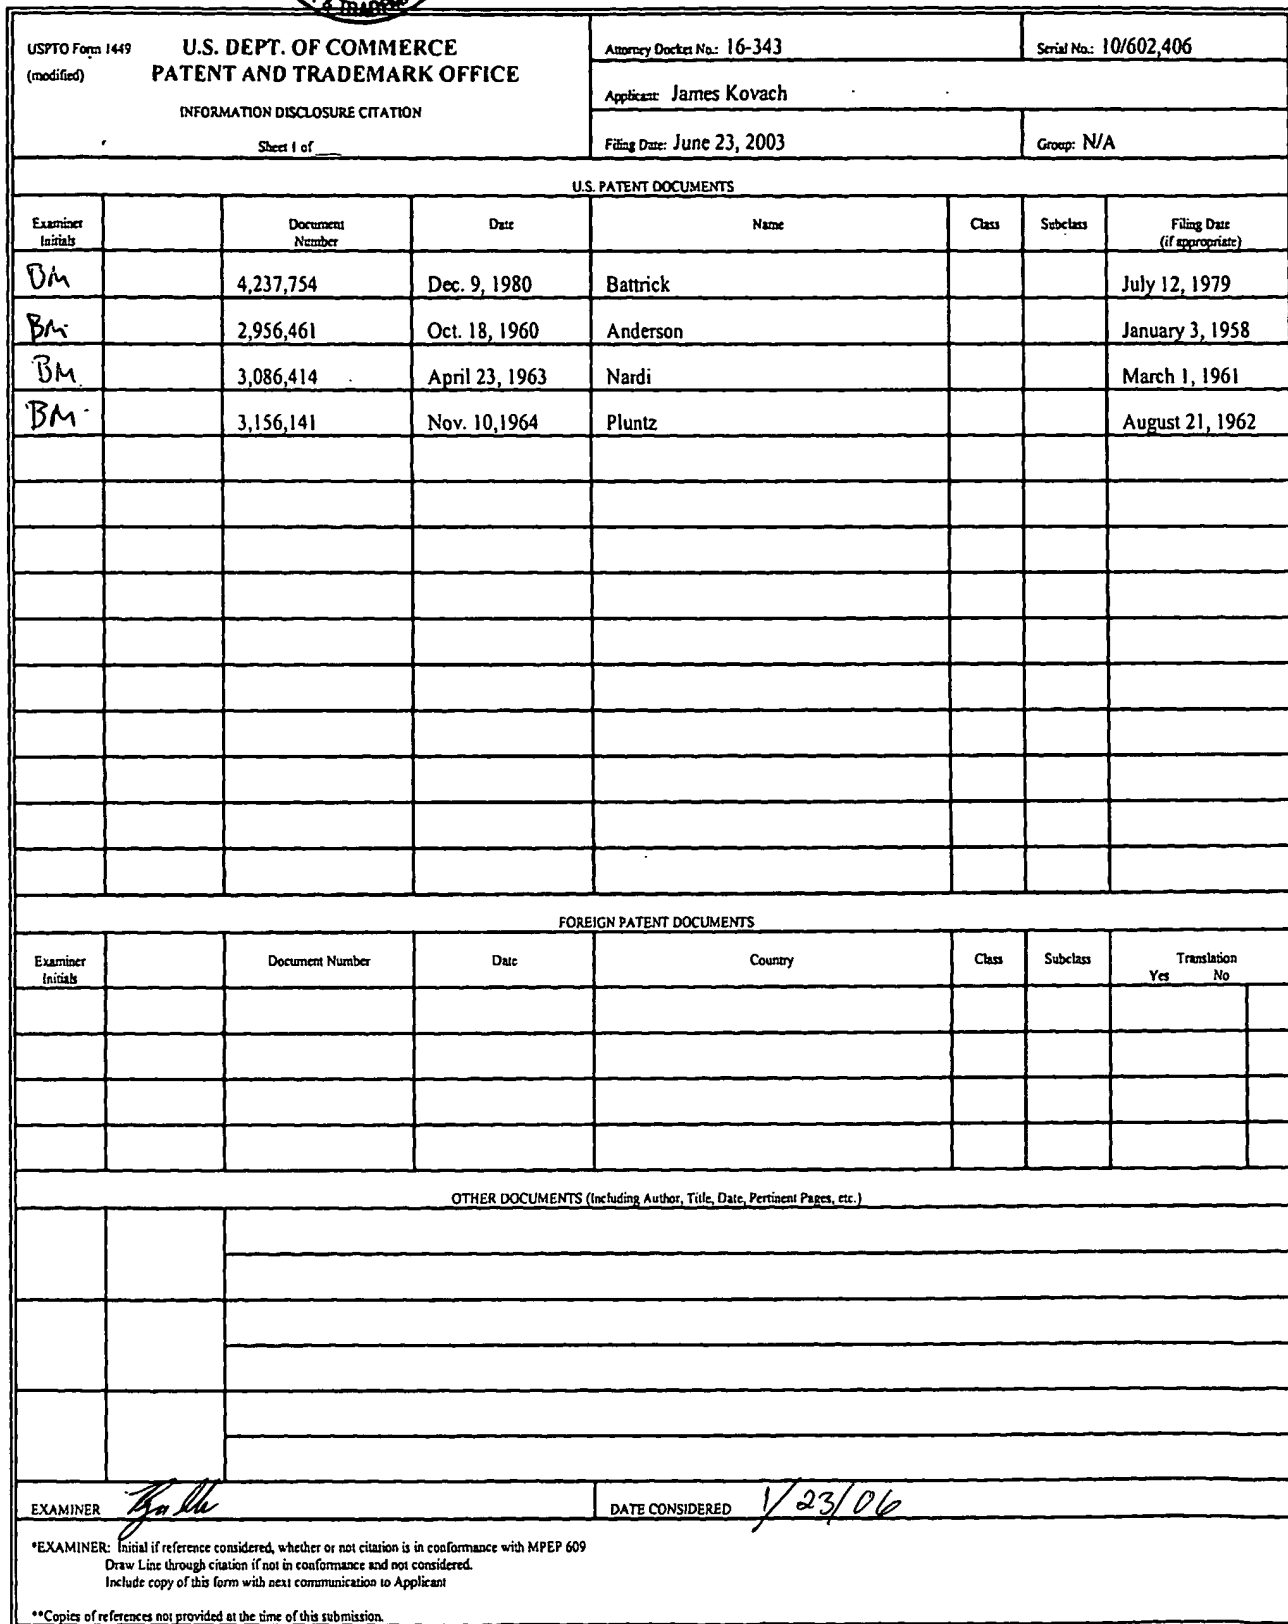 & TRADE
USPTO Form 1449
(modified)
U.S. DEPT. OF COMMERCE
PATENT AND TRADEMARK OFFICE
INFORMATION DISCLOSURE CITATION
Sheet 1 of __
Attorney Docket No.: 16-343
Serial No.: 10/602,406
Applicant: James Kovach
Filing Date: June 23, 2003
Group: N/A
U.S. PATENT DOCUMENTS
Examiner Initials
Document Number
Date
Name
Class
Subclass
Filing Date (if appropriate)
BM 4,237,754 Dec. 9, 1980 Battrick July 12, 1979
BM 2,956,461 Oct. 18, 1960 Anderson January 3, 1958
BM 3,086,414 April 23, 1963 Nardi March 1, 1961
BM 3,156,141 Nov. 10,1964 Pluntz August 21, 1962
FOREIGN PATENT DOCUMENTS
Examiner Initials
Document Number
Date
Country
Class
Subclass
Translation
Yes No
OTHER DOCUMENTS (Including Author, Title, Date, Pertinent Pages, etc.)
EXAMINER
DATE CONSIDERED 1/23/06
*EXAMINER: Initial if reference considered, whether or not citation is in conformance with MPEP 609
Draw Line through citation if not in conformance and not considered.
Include copy of this form with next communication to Applicant
**Copies of references not provided at the time of this submission.